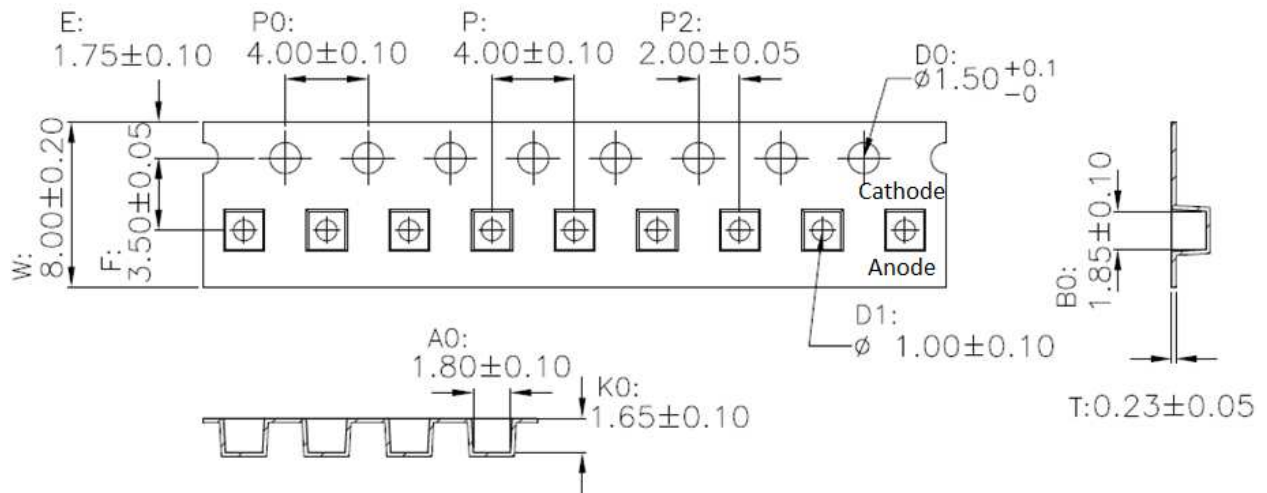 E:
1.75±0.10
P0:
4.00±0.10
P:
4.00±0.10
P2:
2.00±0.05
D0:
ø1.50 +0.1 -0
W:
8.00±0.20
F:
3.50±0.05
Cathode
Anode
B0:
1.85±0.10
D1:
ø 1.00±0.10
A0:
1.80±0.10
K0:
1.65±0.10
T:0.23±0.05